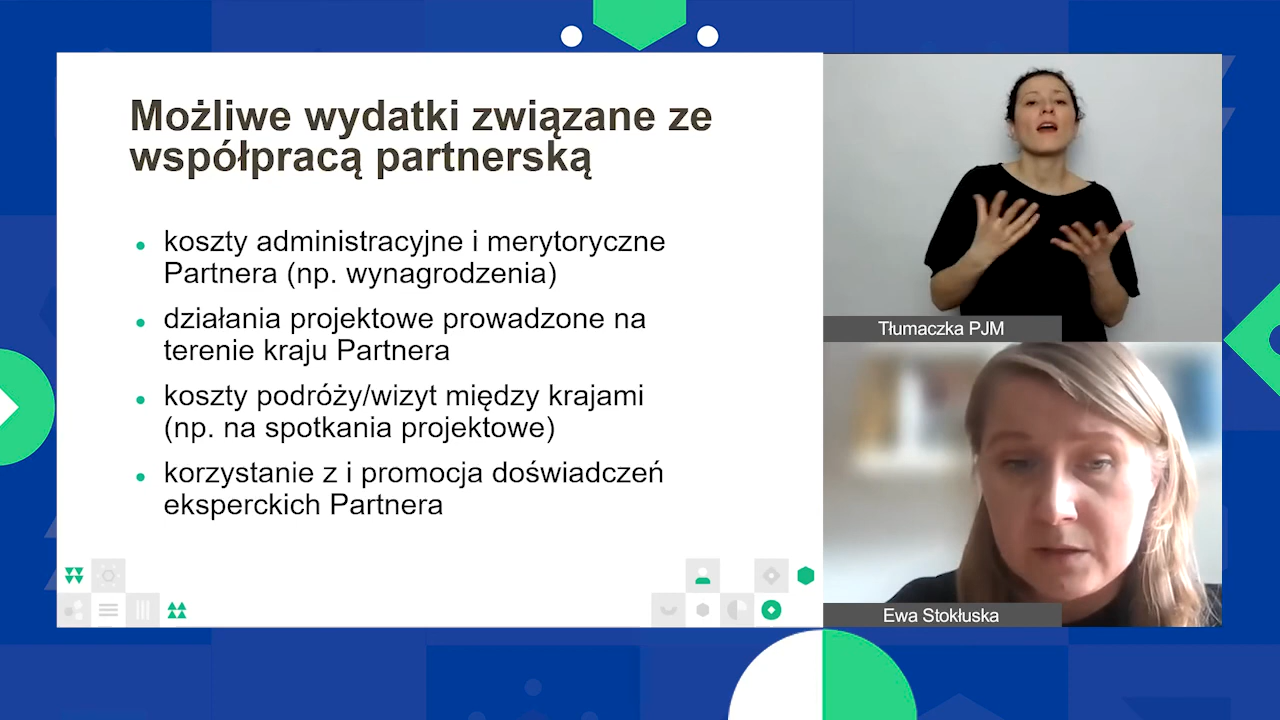 Możliwe wydatki związane ze
współpracą partnerską
• koszty administracyjne i merytoryczne
Partnera (np. wynagrodzenia)
• działania projektowe prowadzone na
terenie kraju Partnera
• koszty podróży/wizyt między krajami
(np. na spotkania projektowe)
• korzystanie z i promocja doświadczeń
eksperckich Partnera
Tłumaczka PJM
Ewa Stokłuska